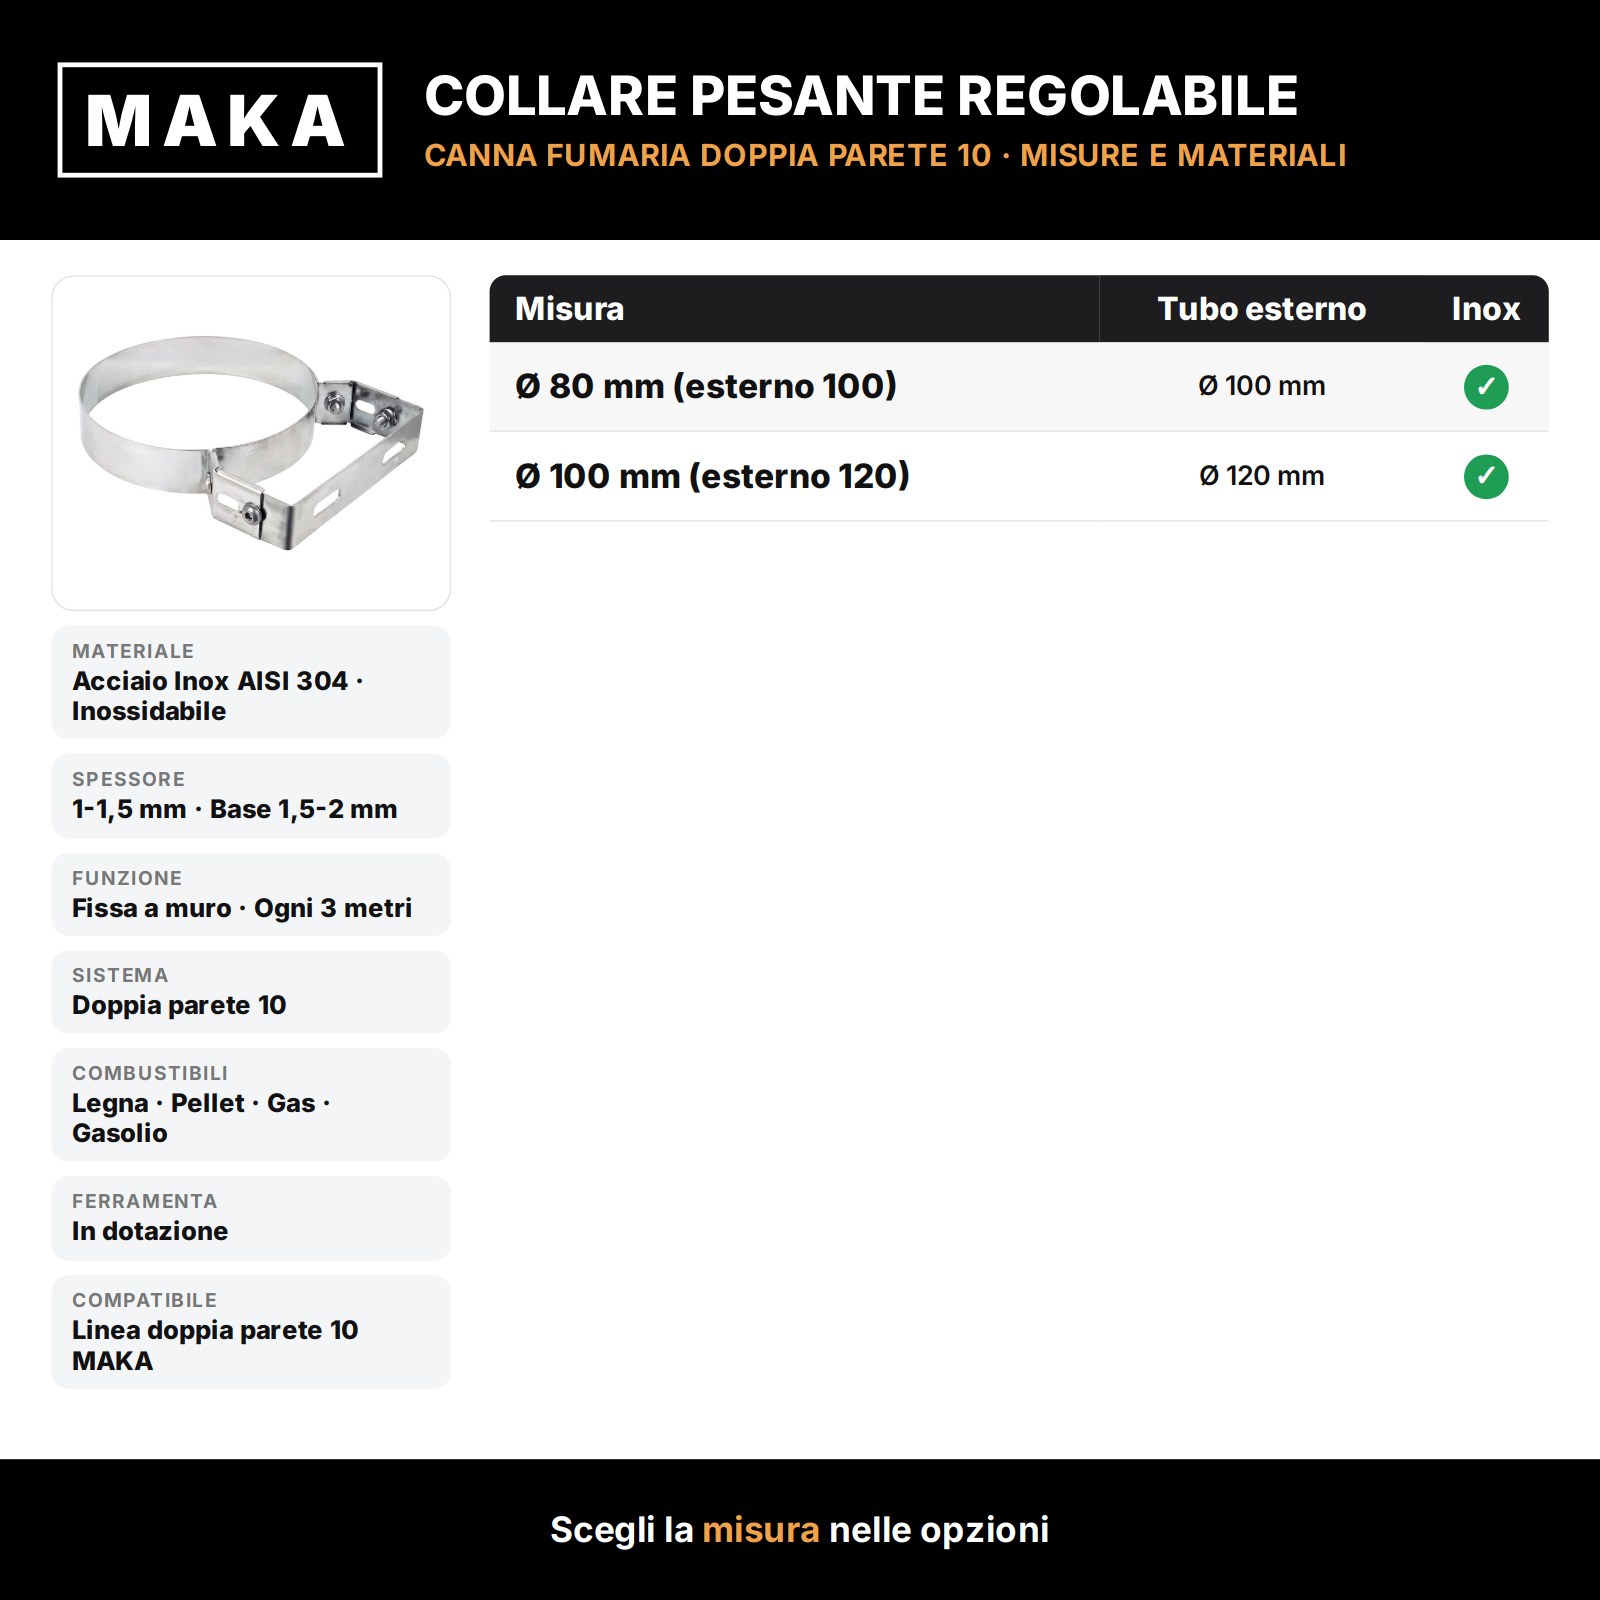 MAKA
COLLARE PESANTE REGOLABILE
CANNA FUMARIA DOPPIA PARETE 10 · MISURE E MATERIALI
Misura Tubo esterno Inox
Ø 80 mm (esterno 100) Ø 100 mm ✓
Ø 100 mm (esterno 120) Ø 120 mm ✓
MATERIALE
Acciaio Inox AISI 304 ·
Inossidabile
SPESSORE
1-1,5 mm · Base 1,5-2 mm
FUNZIONE
Fissa a muro · Ogni 3 metri
SISTEMA
Doppia parete 10
COMBUSTIBILI
Legna · Pellet · Gas ·
Gasolio
FERRAMENTA
In dotazione
COMPATIBILE
Linea doppia parete 10
MAKA
Scegli la misura nelle opzioni